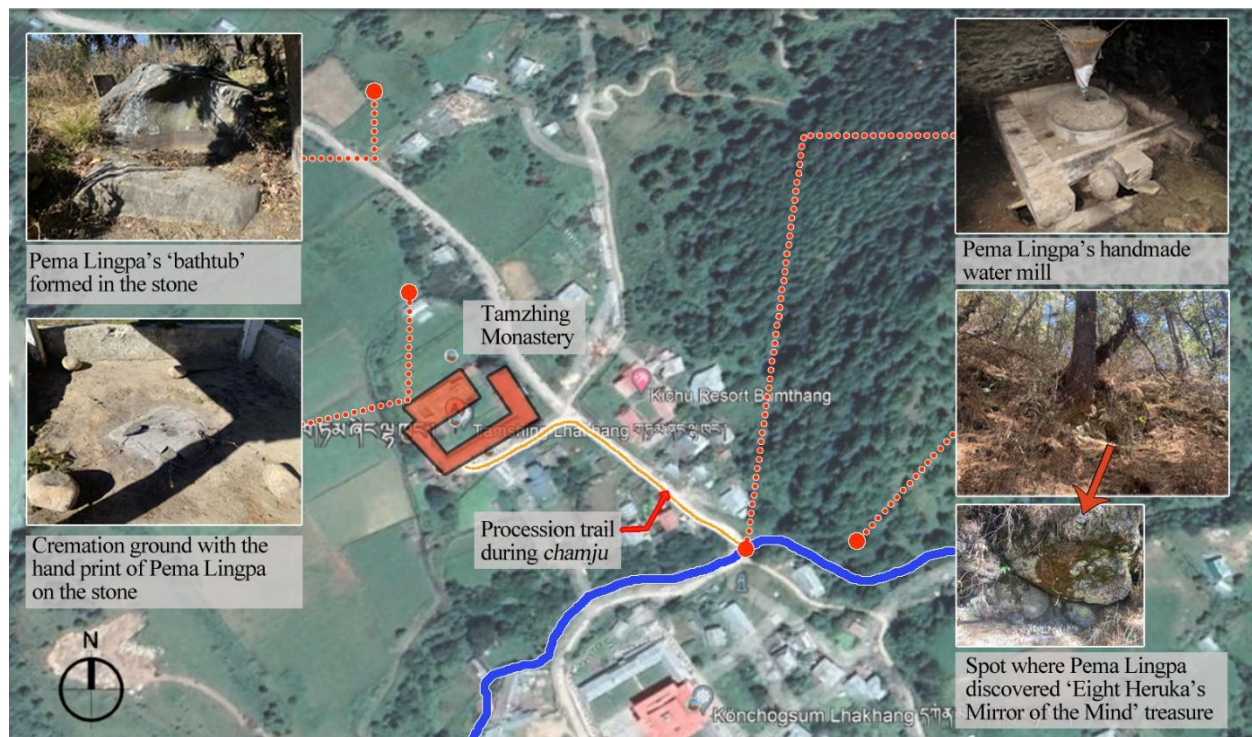 Pema Lingpa's 'bathtub'
formed in the stone
Cremation ground with the
hand print of Pema Lingpa
on the stone
N
Tamzhing
Monastery
Kichu Resort Bumthang
Tamshing Lhakhang
Procession trail
during chamju
Könchogsum Lhakhang
Pema Lingpa's handmade
water mill
Spot where Pema Lingpa
discovered 'Eight Heruka's
Mirror of the Mind' treasure